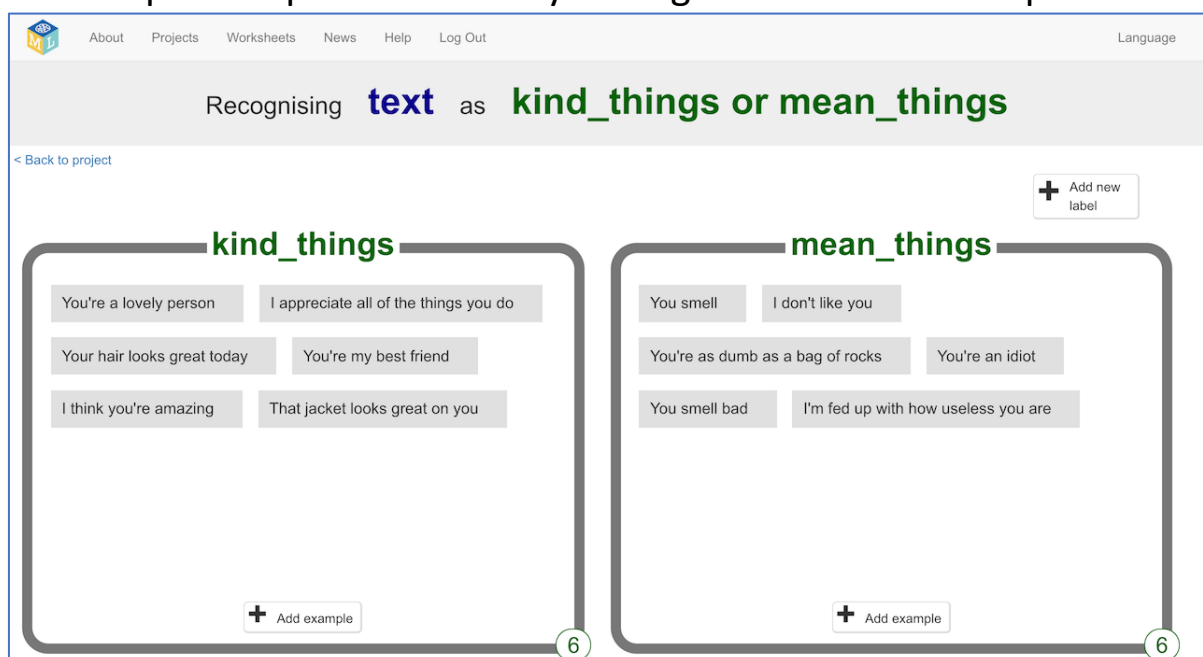 About Projects Worksheets News Help Log Out Language
Recognising text as kind_things or mean_things
< Back to project
+ Add new
label
kind_things
You're a lovely person I appreciate all of the things you do
Your hair looks great today You're my best friend
I think you're amazing That jacket looks great on you
+ Add example
6
mean_things
You smell I don't like you
You're as dumb as a bag of rocks You're an idiot
You smell bad I'm fed up with how useless you are
+ Add example
6